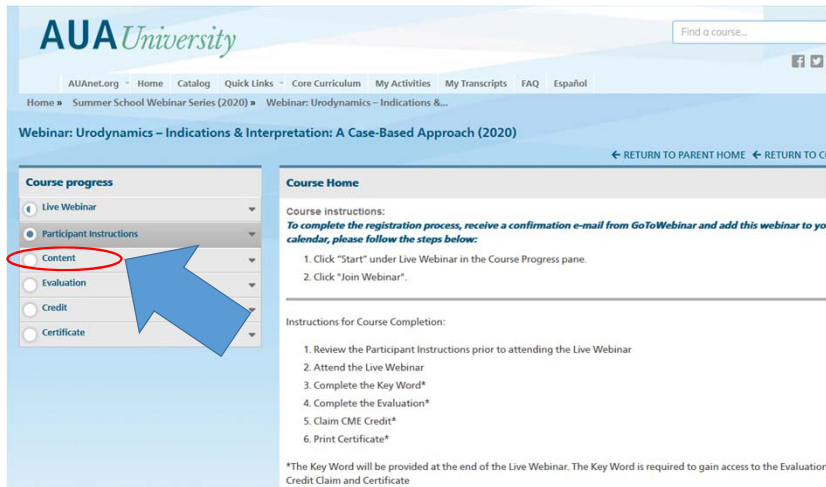 AUA University
Find a course...
AUAnet.org Home Catalog Quick Links Core Curriculum My Activities My Transcripts FAQ Español
Home » Summer School Webinar Series (2020) » Webinar: Urodynamics – Indications &...
Webinar: Urodynamics – Indications & Interpretation: A Case-Based Approach (2020)
← RETURN TO PARENT HOME ← RETURN TO
Course progress
Live Webinar
Participant Instructions
Content
Evaluation
Credit
Certificate
Course Home
Course instructions:
To complete the registration process, receive a confirmation e-mail from GoToWebinar and add this webinar to yo
calendar, please follow the steps below:
1. Click "Start" under Live Webinar in the Course Progress pane.
2. Click "Join Webinar".
Instructions for Course Completion:
1. Review the Participant Instructions prior to attending the Live Webinar
2. Attend the Live Webinar
3. Complete the Key Word*
4. Complete the Evaluation*
5. Claim CME Credit*
6. Print Certificate*
*The Key Word will be provided at the end of the Live Webinar. The Key Word is required to gain access to the Evaluation
Credit Claim and Certificate